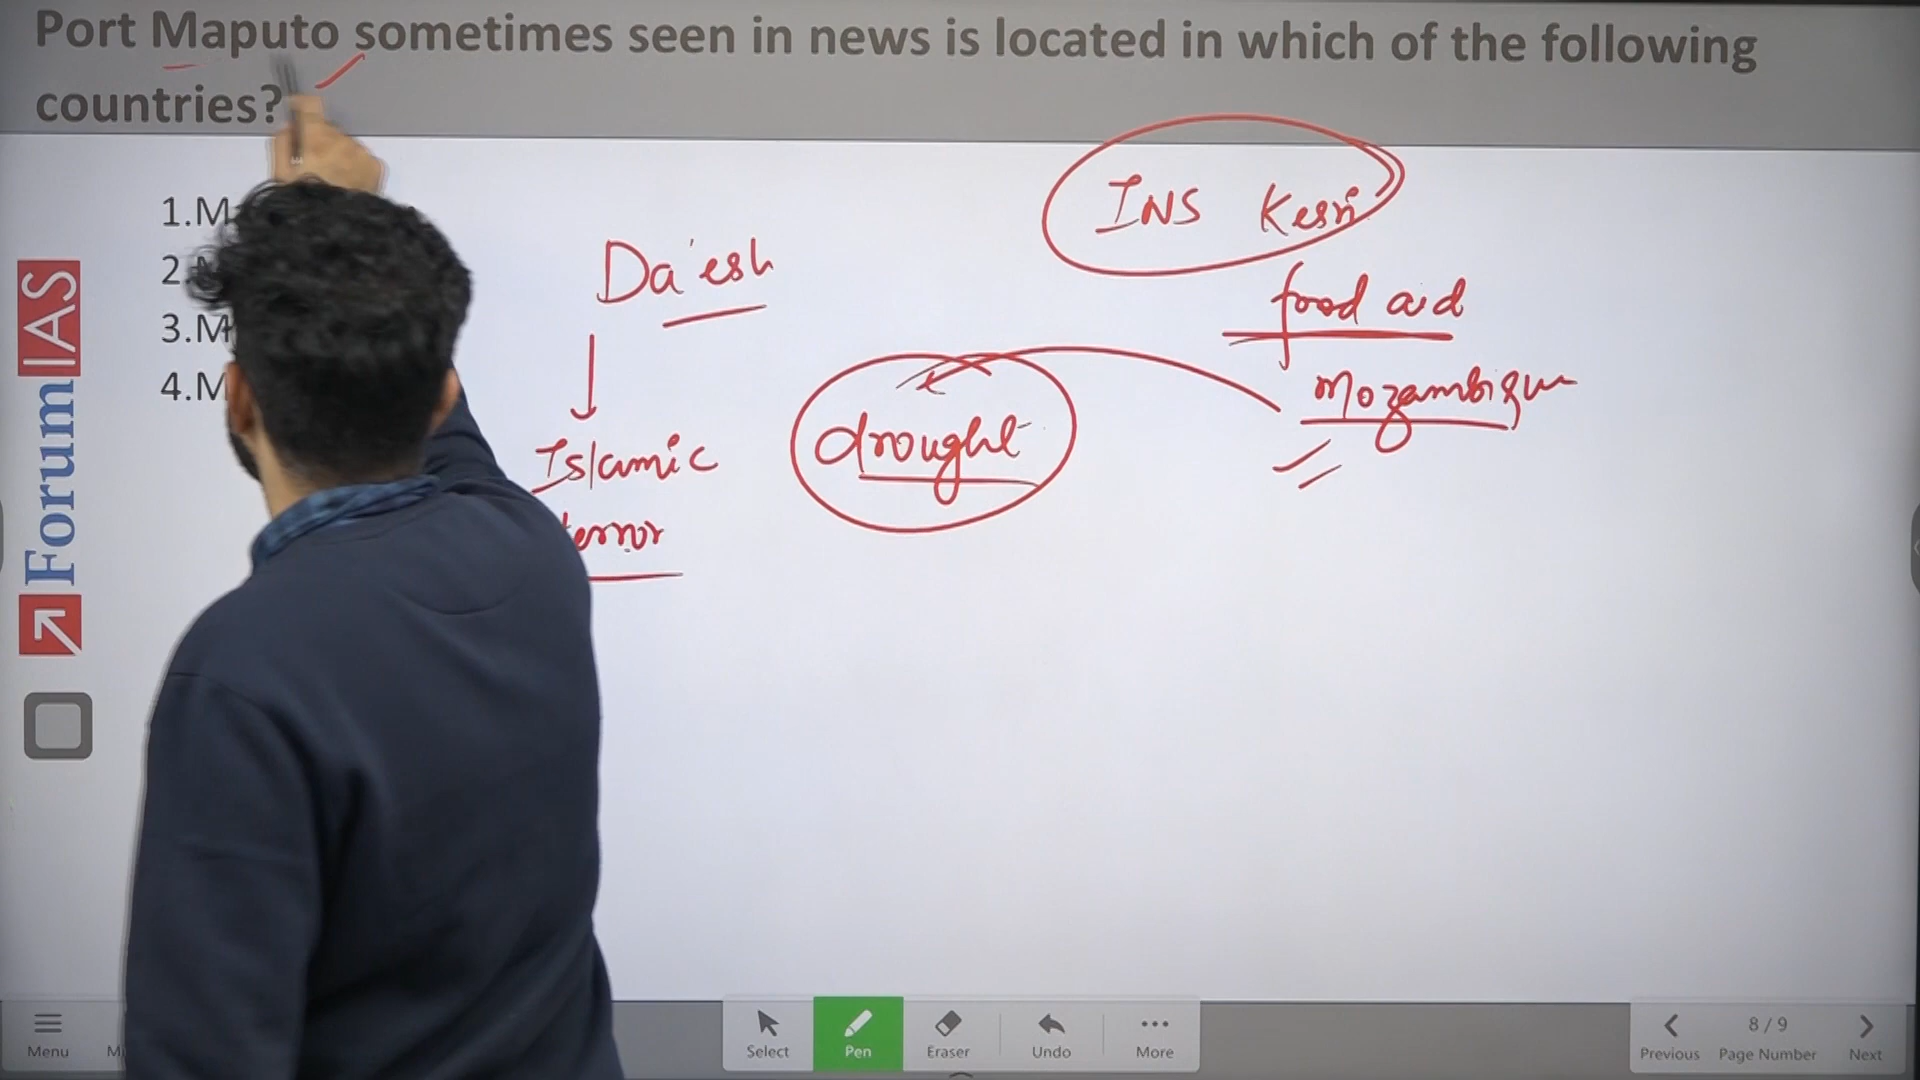 Port Maputo sometimes seen in news is located in which of the following
countries?
1.M
2.
3.M
4.M
INS Kesri
food aid
Mozambique
Da'esh
Islamic
terror
drought
ForumIAS
Menu
Select
Pen
Eraser
Undo
More
Previous
8 / 9
Page Number
Next